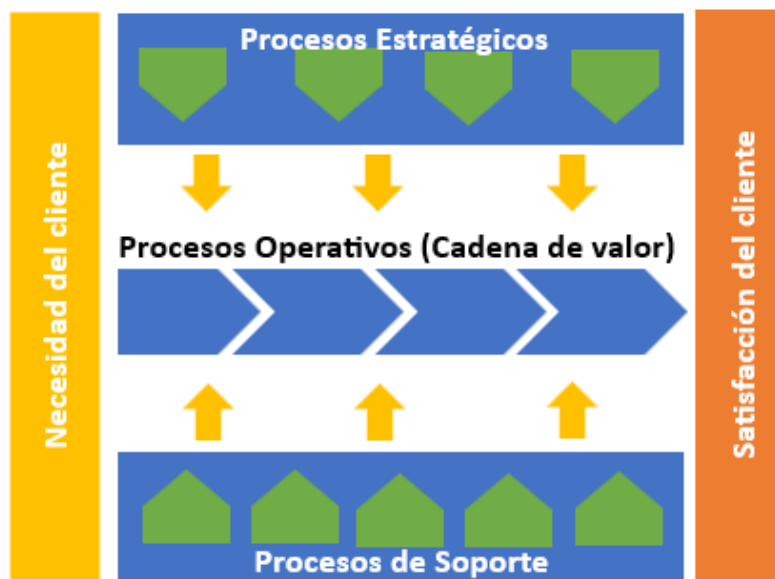 Procesos Estratégicos
Necesidad del cliente
Procesos Operativos (Cadena de valor)
Satisfacción del cliente
Procesos de Soporte